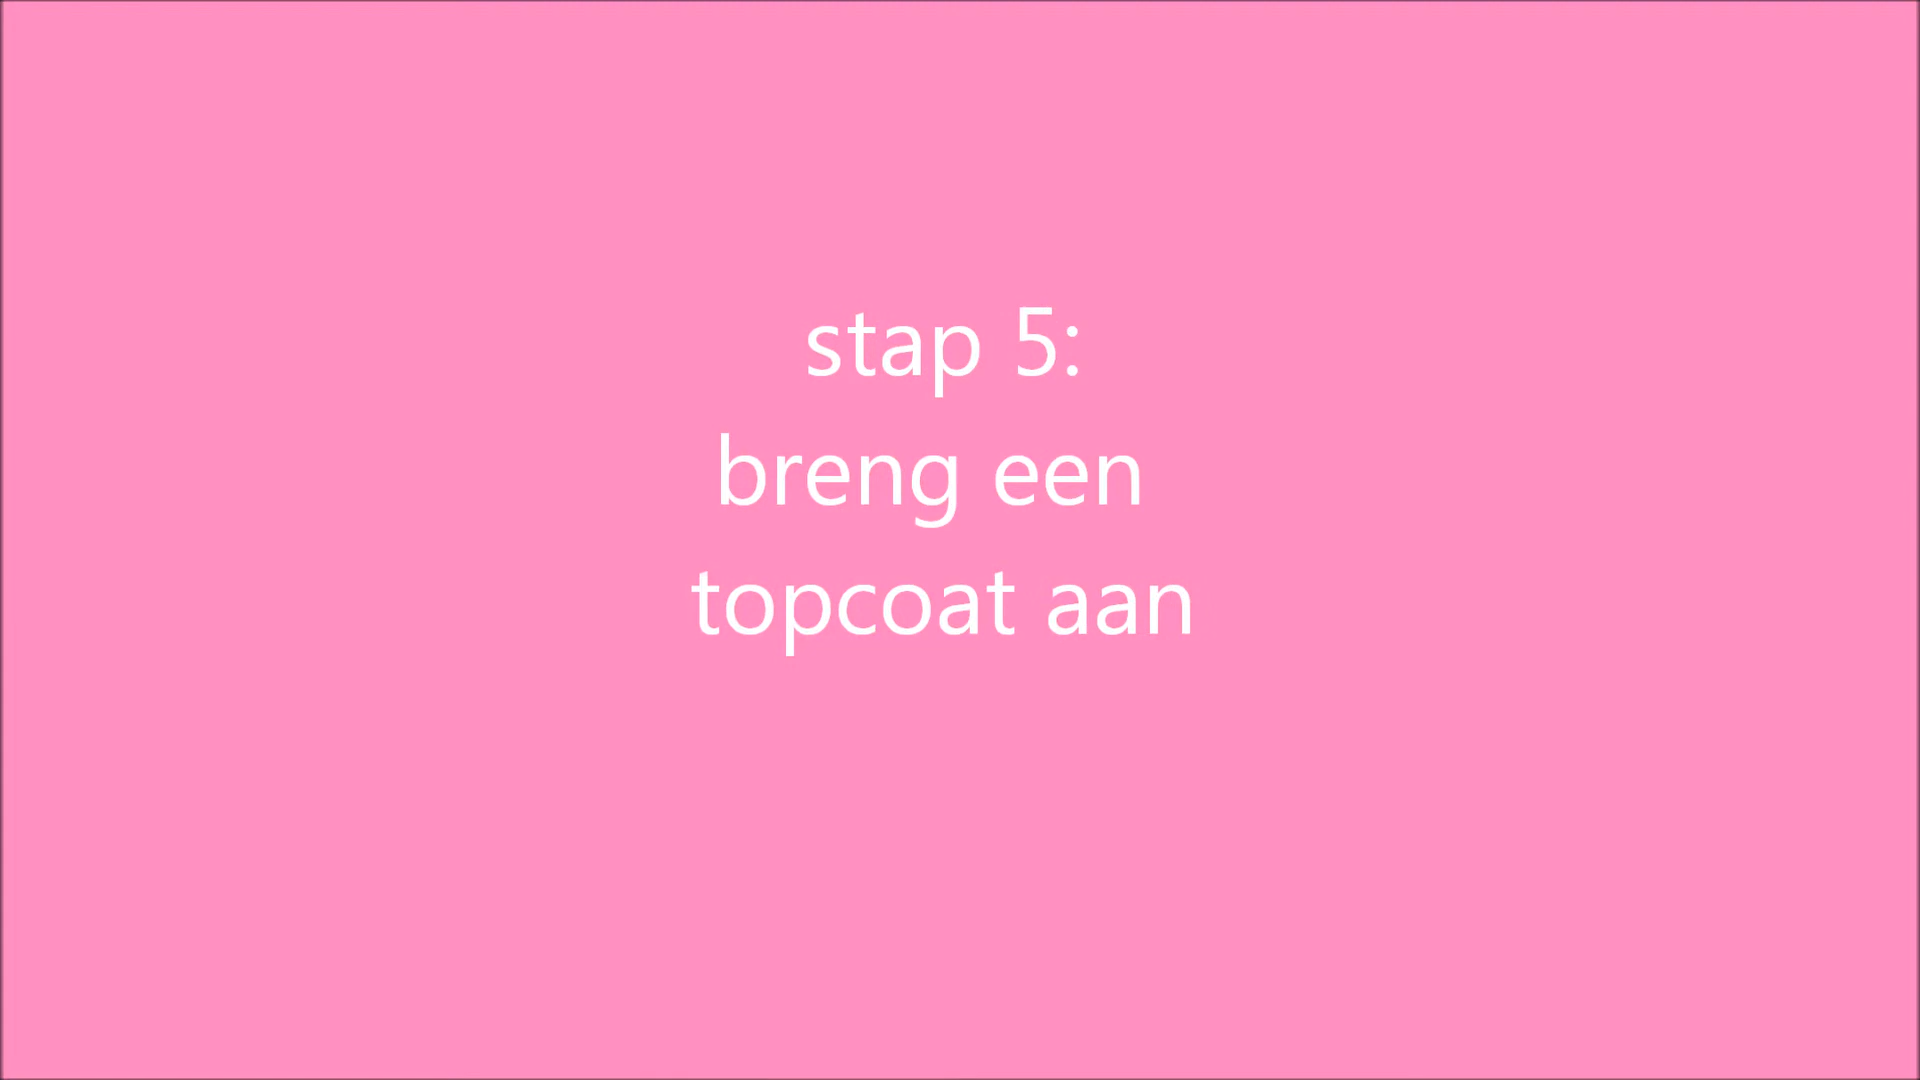 stap 5:
breng een
topcoat aan